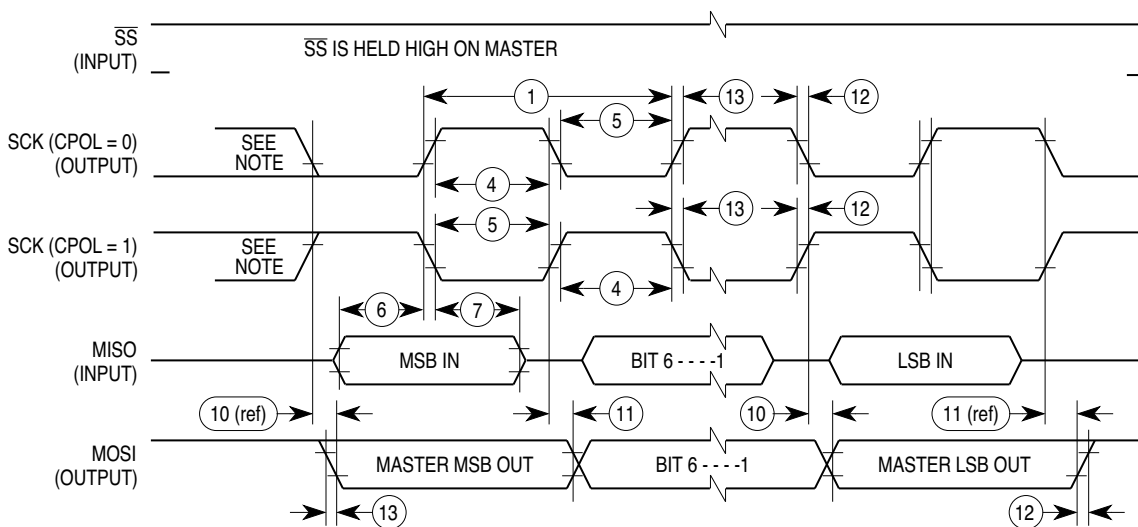 SS
(INPUT)
SS IS HELD HIGH ON MASTER
1
13
12
5
SCK (CPOL = 0)
(OUTPUT)
SEE
NOTE
4
5
13
12
SCK (CPOL = 1)
(OUTPUT)
SEE
NOTE
4
6
7
MISO
(INPUT)
MSB IN
BIT 6 - - - -1
LSB IN
10 (ref)
11
10
11 (ref)
MOSI
(OUTPUT)
MASTER MSB OUT
BIT 6 - - - -1
MASTER LSB OUT
13
12